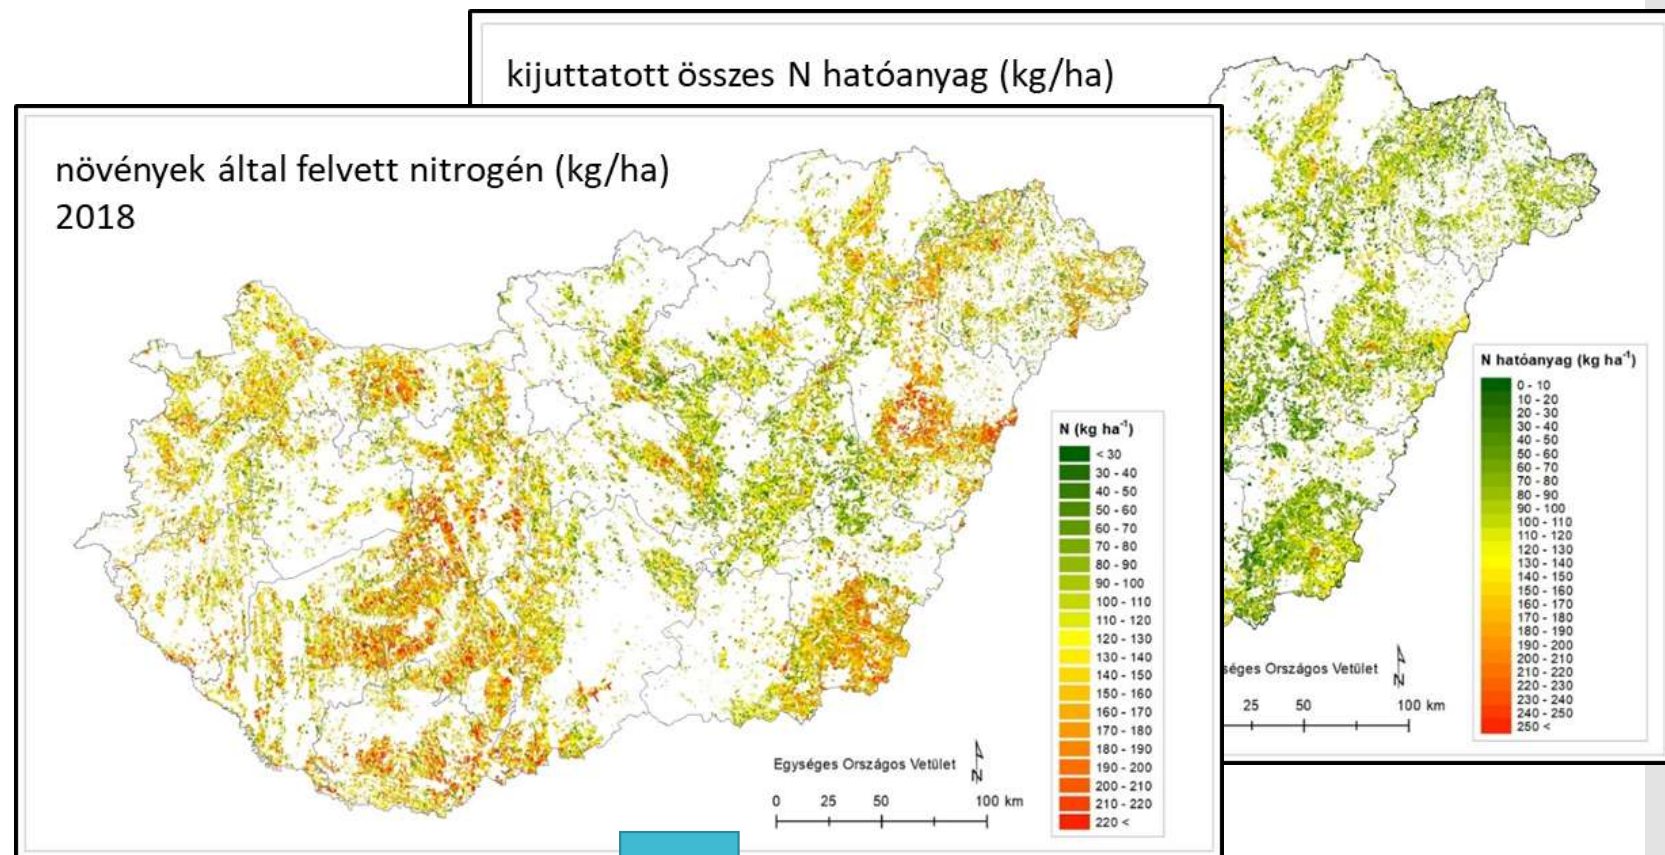 kijuttatott összes N hatóanyag (kg/ha)
növények által felvett nitrogén (kg/ha)
2018
N (kg ha⁻¹)
< 30
30 - 40
40 - 50
50 - 60
60 - 70
70 - 80
80 - 90
90 - 100
100 - 110
110 - 120
120 - 130
130 - 140
140 - 150
150 - 160
160 - 170
170 - 180
180 - 190
190 - 200
200 - 210
210 - 220
220 <
Egységes Országos Vetület
N
0 25 50 100 km
N hatóanyag (kg ha⁻¹)
0 - 10
10 - 20
20 - 30
30 - 40
40 - 50
50 - 60
60 - 70
70 - 80
80 - 90
90 - 100
100 - 110
110 - 120
120 - 130
130 - 140
140 - 150
150 - 160
160 - 170
170 - 180
180 - 190
190 - 200
200 - 210
210 - 220
220 - 230
230 - 240
240 - 250
250 <
séges Országos Vetület
N
25 50 100 km